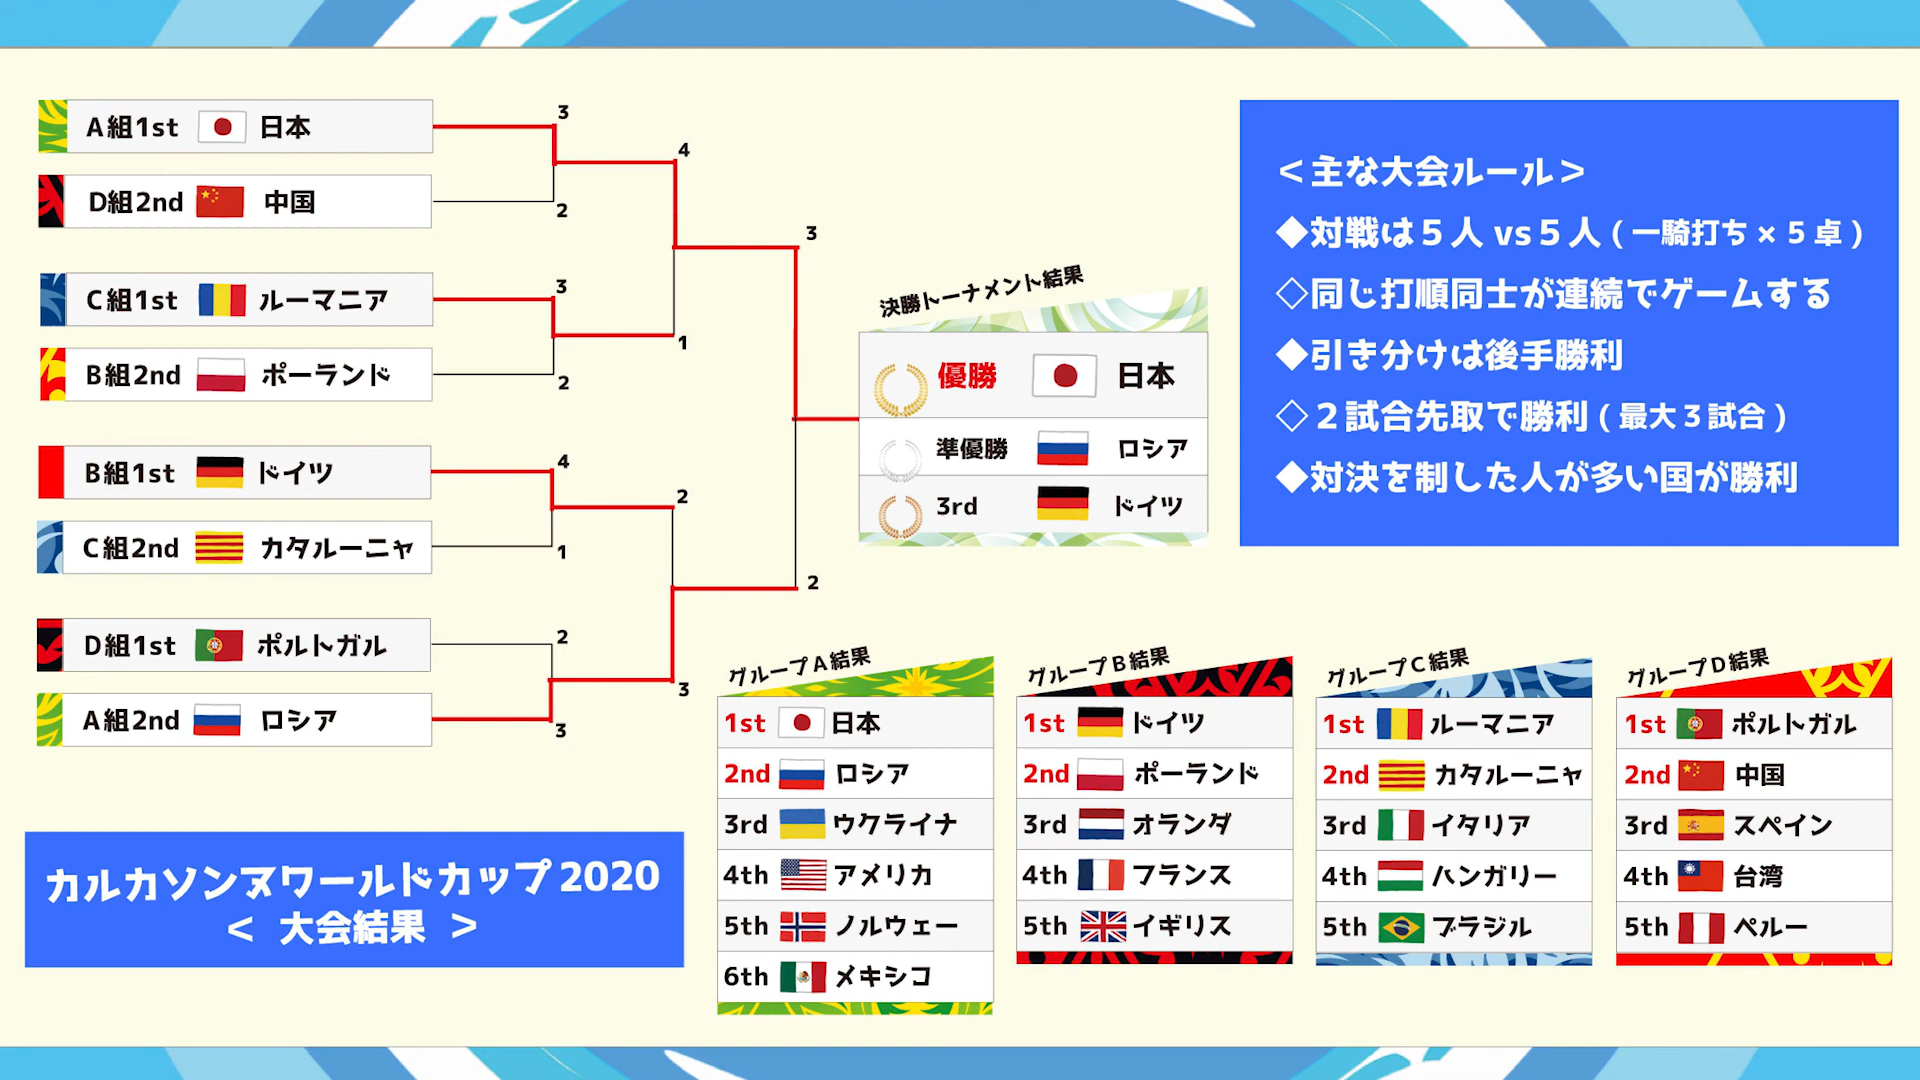 A組1st 日本
3
D組2nd 中国
2
4
C組1st ルーマニア
3
B組2nd ポーランド
2
1
3
B組1st ドイツ
4
C組2nd カタルーニャ
1
2
D組1st ポルトガル
2
A組2nd ロシア
3
3
2
決勝トーナメント結果
優勝 日本
準優勝 ロシア
3rd ドイツ
＜主な大会ルール＞
◆対戦は５人 vs５人（一騎打ち×５卓）
◇同じ打順同士が連続でゲームする
◆引き分けは後手勝利
◇２試合先取で勝利（最大３試合）
◆対決を制した人が多い国が勝利
カルカソンヌワールドカップ2020
＜ 大会結果 ＞
グループA結果
1st 日本
2nd ロシア
3rd ウクライナ
4th アメリカ
5th ノルウェー
6th メキシコ
グループB結果
1st ドイツ
2nd ポーランド
3rd オランダ
4th フランス
5th イギリス
グループC結果
1st ルーマニア
2nd カタルーニャ
3rd イタリア
4th ハンガリー
5th ブラジル
グループD結果
1st ポルトガル
2nd 中国
3rd スペイン
4th 台湾
5th ペルー